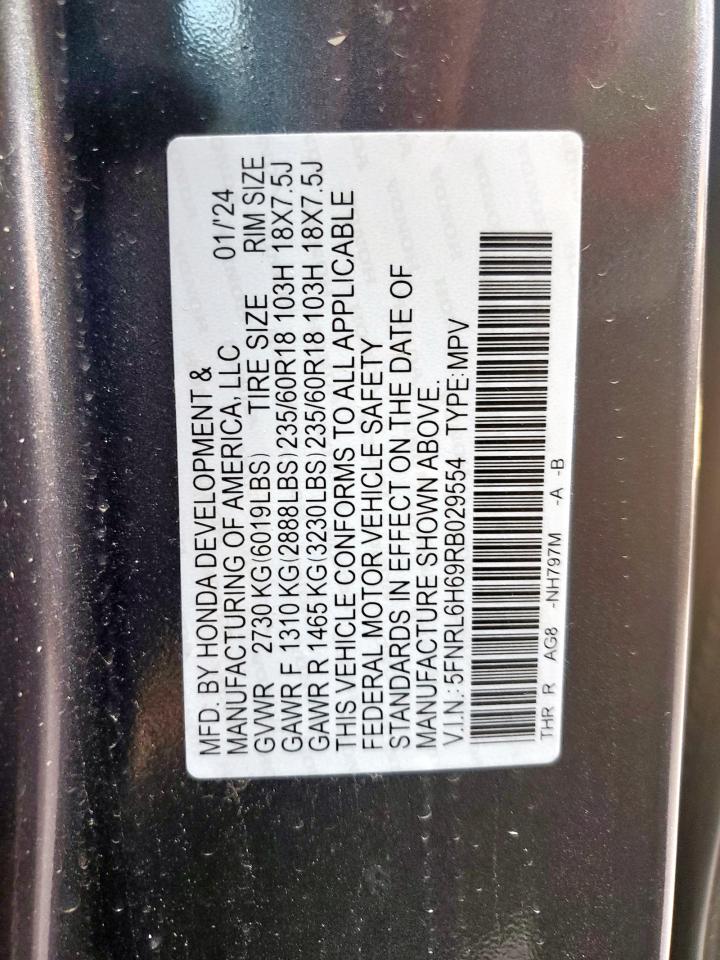 MFD. BY HONDA DEVELOPMENT &
MANUFACTURING OF AMERICA, LLC 01/'24
GVWR 2730 KG(6019LBS) TIRE SIZE RIM SIZE
GAWR F 1310 KG(2888LBS)235/60R18 103H 18X7.5J
GAWR R 1465 KG(3230LBS)235/60R18 103H 18X7.5J
THIS VEHICLE CONFORMS TO ALL APPLICABLE
FEDERAL MOTOR VEHICLE SAFETY
STANDARDS IN EFFECT ON THE DATE OF
MANUFACTURE SHOWN ABOVE.
V.I.N.: 5FNRL6H69RB029554 TYPE: MPV
THR R AG8 -NH797M -A -B